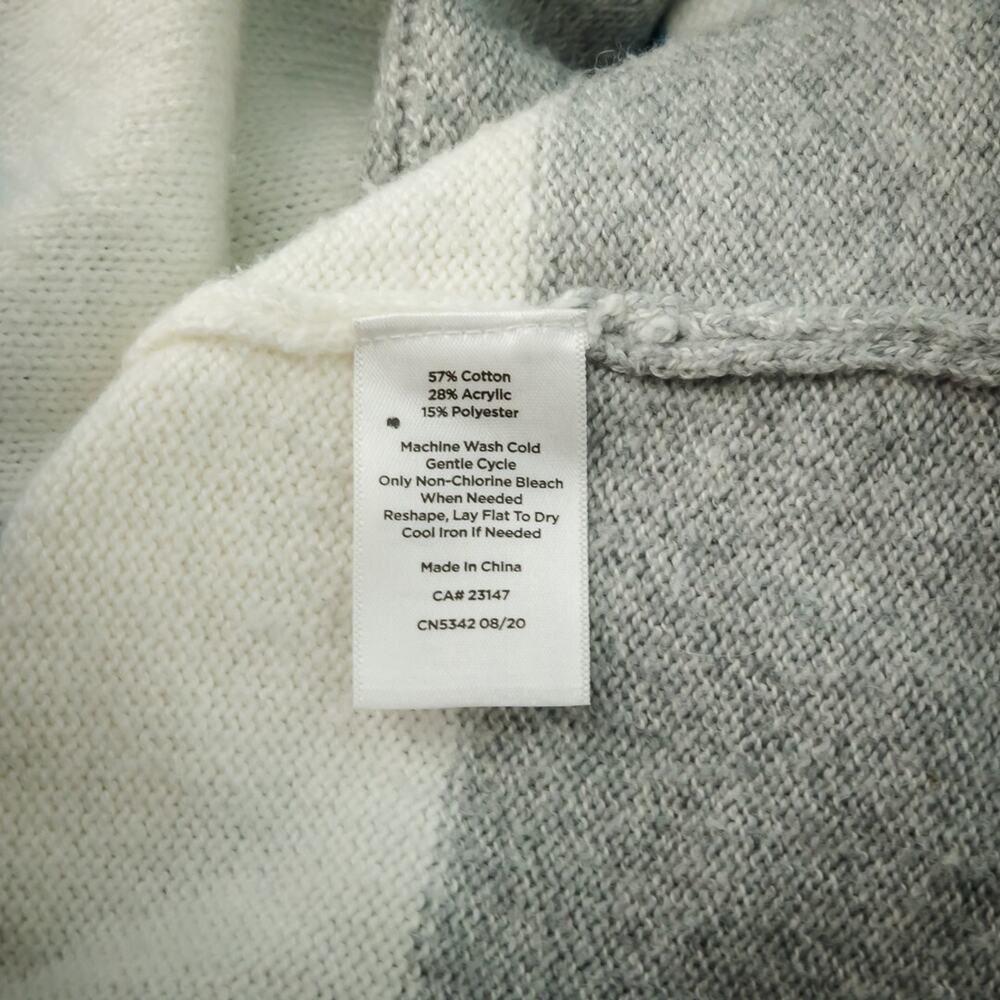 57% Cotton
28% Acrylic
15% Polyester
Machine Wash Cold
Gentle Cycle
Only Non-Chlorine Bleach
When Needed
Reshape, Lay Flat To Dry
Cool Iron If Needed
Made In China
CA# 23147
CN5342 08/20